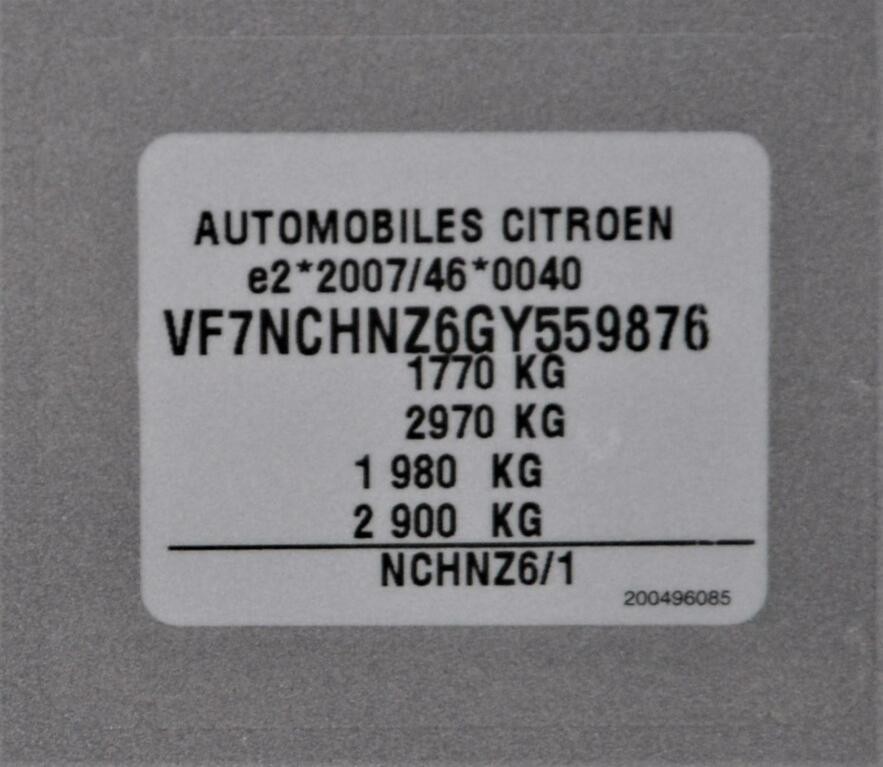 AUTOMOBILES CITROEN
e2*2007/46*0040
VF7NCHNZ6GY559876
1770 KG
2970 KG
1 980 KG
2 900 KG
NCHNZ6/1
200496085